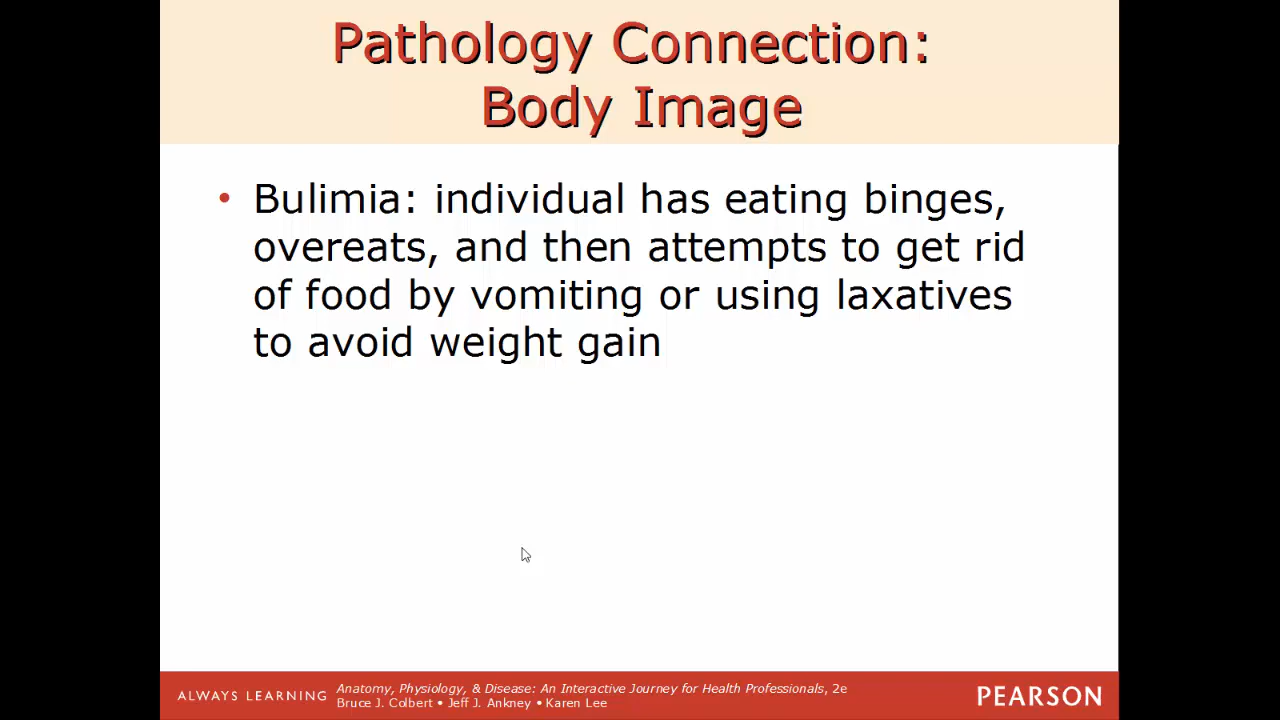 Pathology Connection:
Body Image
• Bulimia: individual has eating binges,
overeats, and then attempts to get rid
of food by vomiting or using laxatives
to avoid weight gain
ALWAYS LEARNING
Anatomy, Physiology, & Disease: An Interactive Journey for Health Professionals, 2e
Bruce J. Colbert • Jeff J. Ankney • Karen Lee
PEARSON